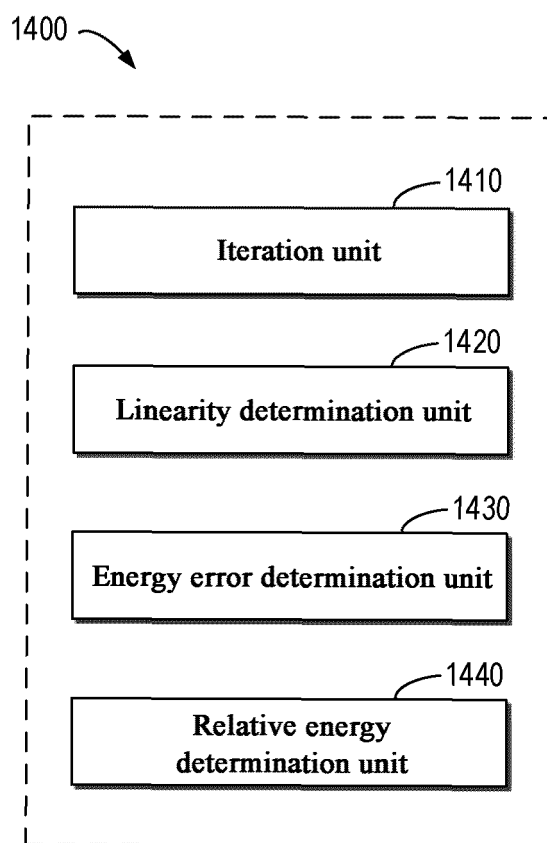 1400
1410
Iteration unit
1420
Linearity determination unit
1430
Energy error determination unit
1440
Relative energy
determination unit